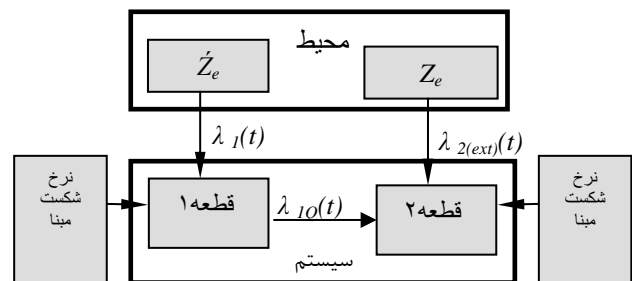 محیط
Źₑ
Zₑ
λ ₁(t)
λ ₂₍ₑₓₜ₎(t)
نرخ
شکست
مبنا
قطعه۱
λ ₁O(t)
قطعه۲
نرخ
شکست
مبنا
سیستم